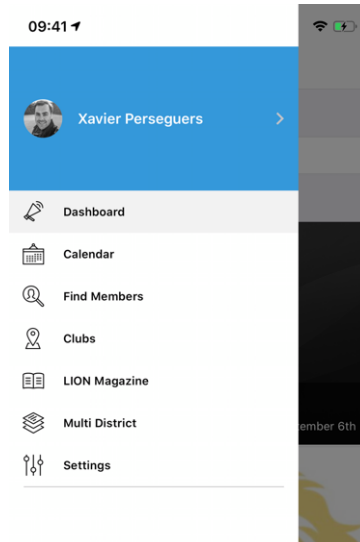 09:41
Xavier Perseguers
Dashboard
Calendar
Find Members
Clubs
LION Magazine
Multi District
ember 6th
Settings